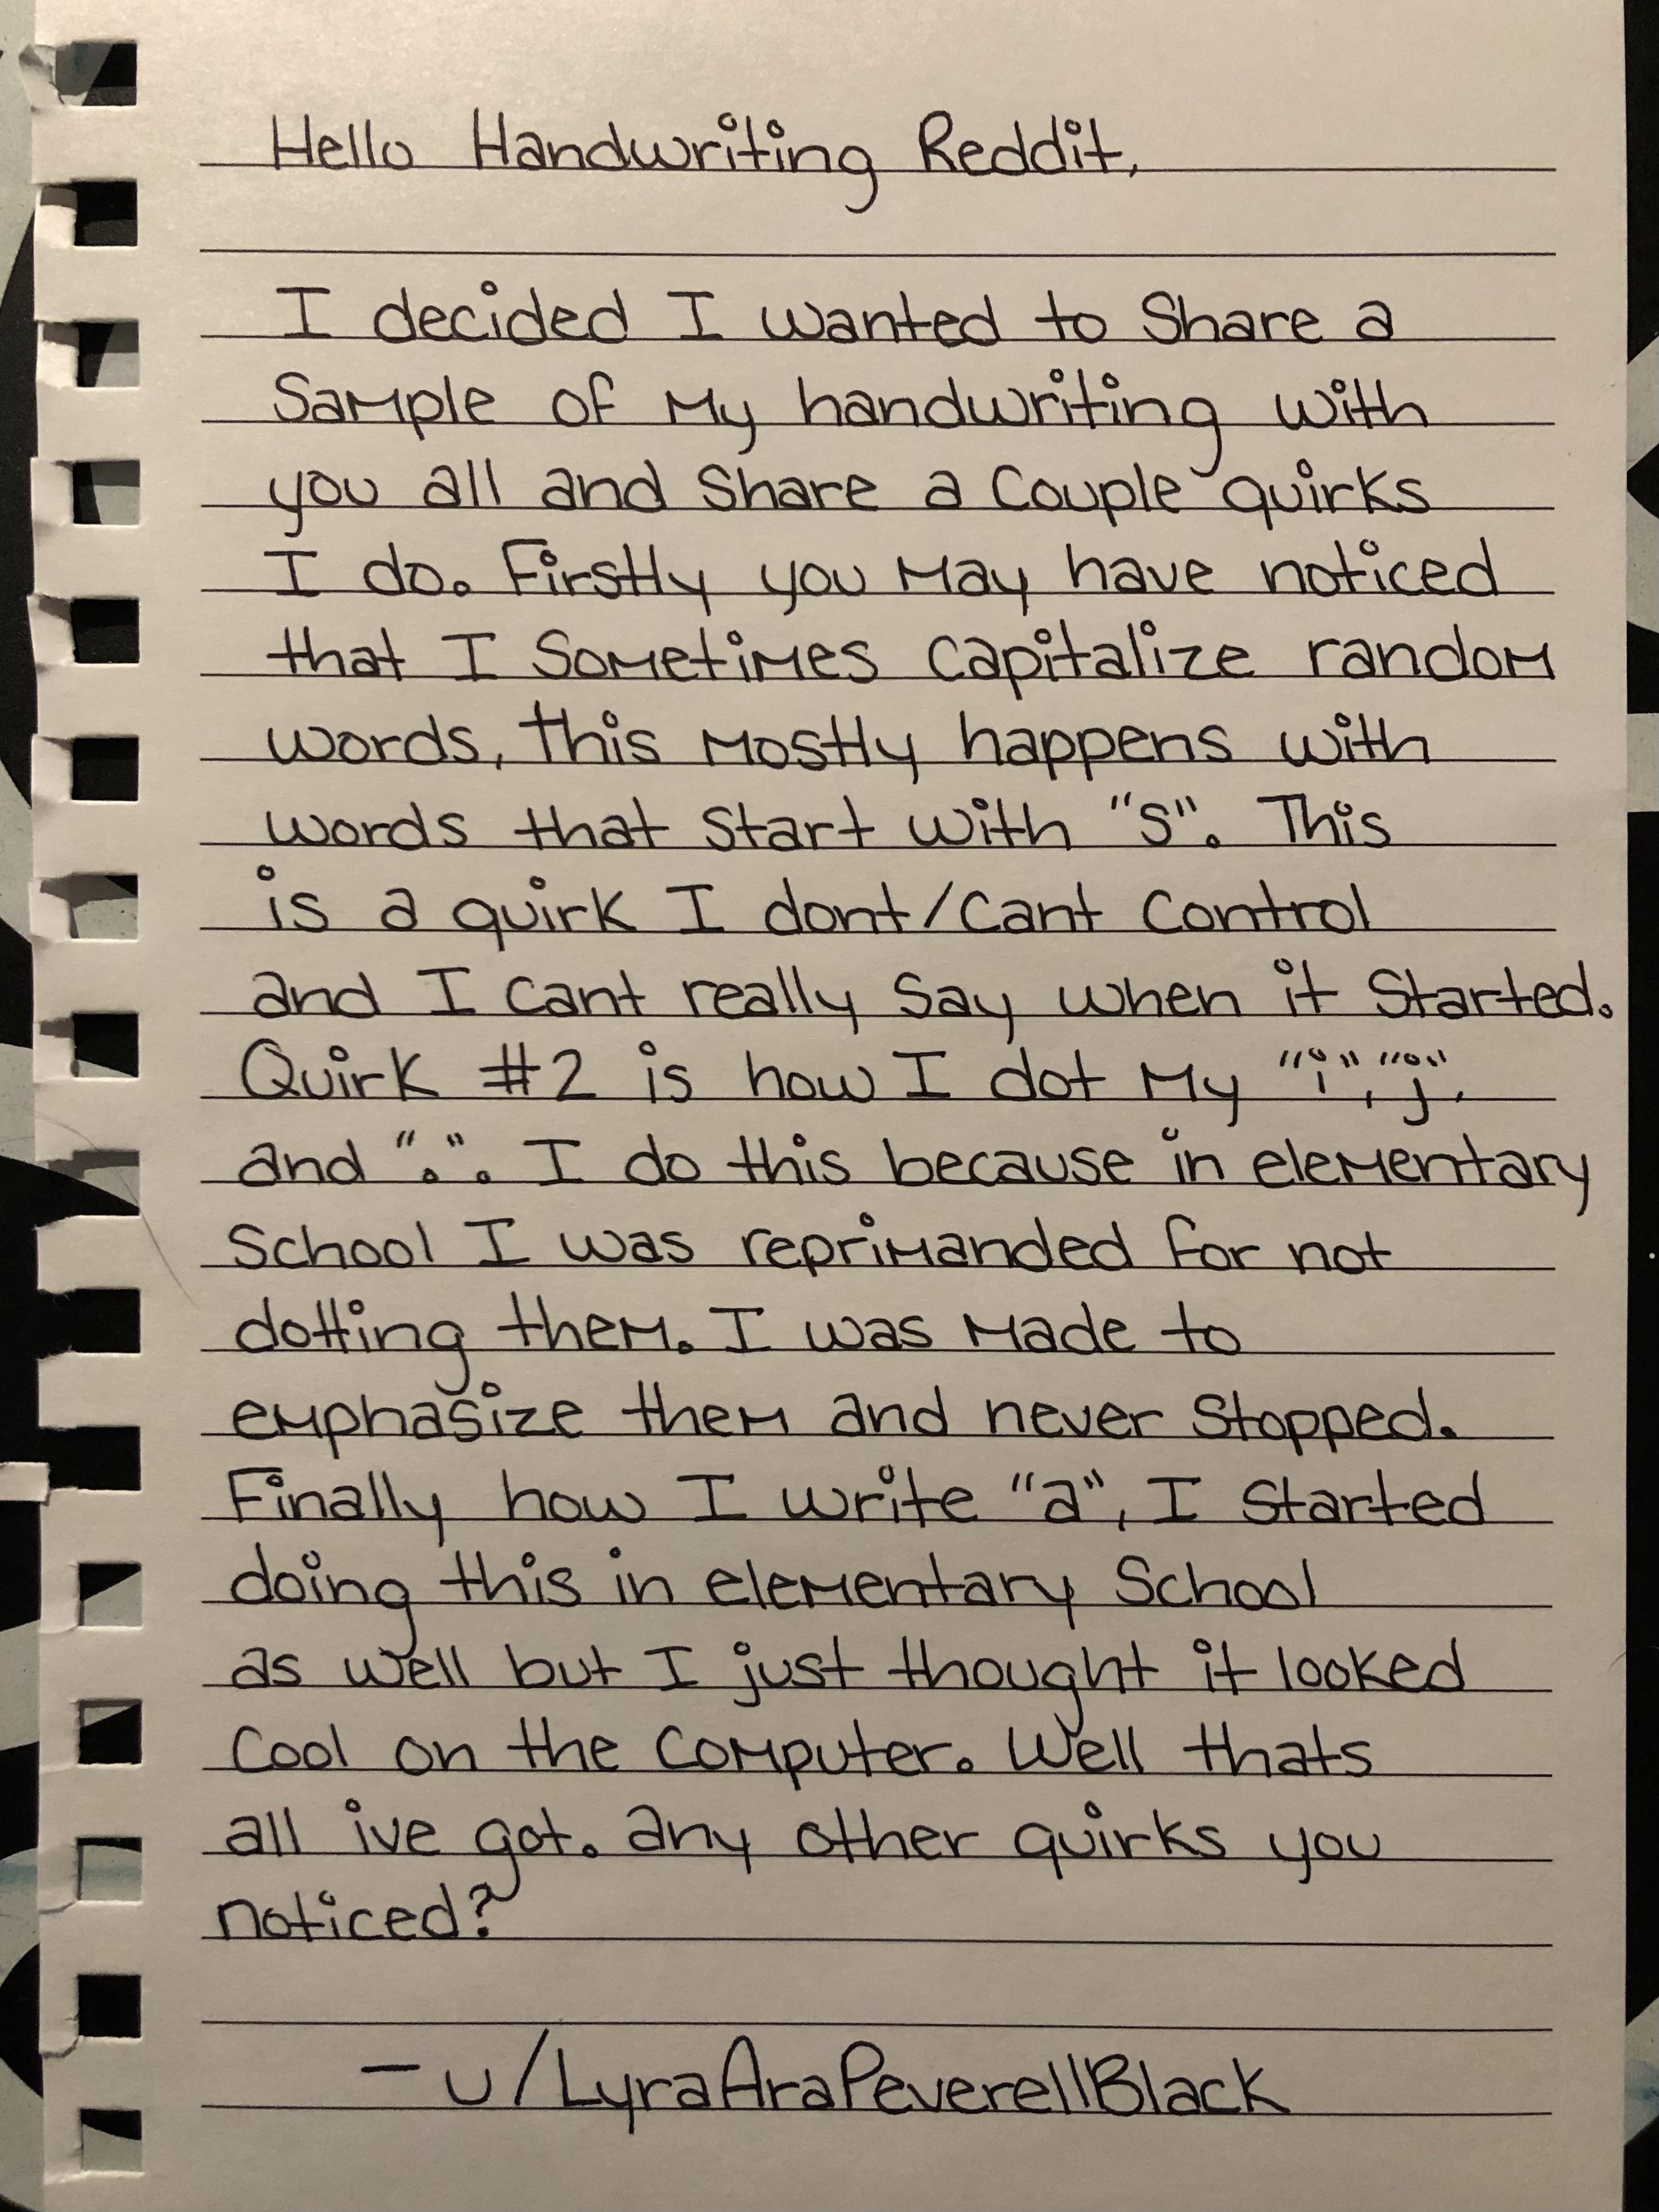 Hello Handwriting Reddit,
I decided I wanted to Share a
Sample of My handwriting with
you all and Share a Couple quirks
I do. Firstly you May have noticed
that I Sometimes Capitalize random
words, this Mostly happens with
words that Start with "S". This
is a quirk I dont/Cant Control
and I Cant really Say when it Started.
Quirk #2 is how I dot My "i", "j",
and ".". I do this because in elementary
School I was reprimanded for not
dotting them. I was Made to
emphasize them and never Stopped.
Finally how I write "a", I Started
doing this in elementary School
as well but I just thought it looked
Cool on the Computer. Well thats
all ive got. any other quirks you
noticed?
- u/LyraAraPeverellBlack